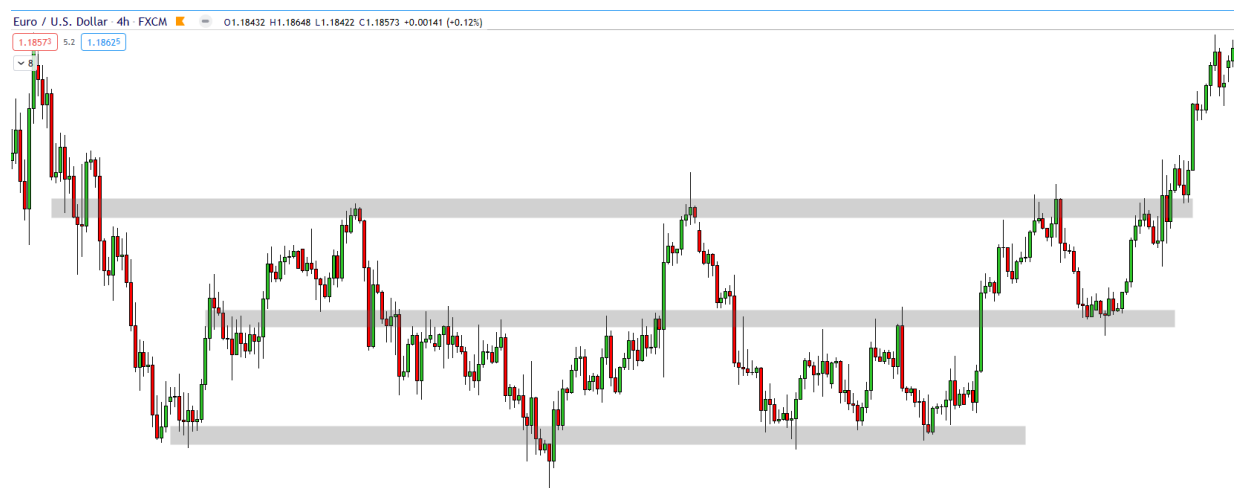 Euro / U.S. Dollar · 4h · FXCM O1.18432 H1.18648 L1.18422 C1.18573 +0.00141 (+0.12%)
1.18573 5.2 1.18625
8